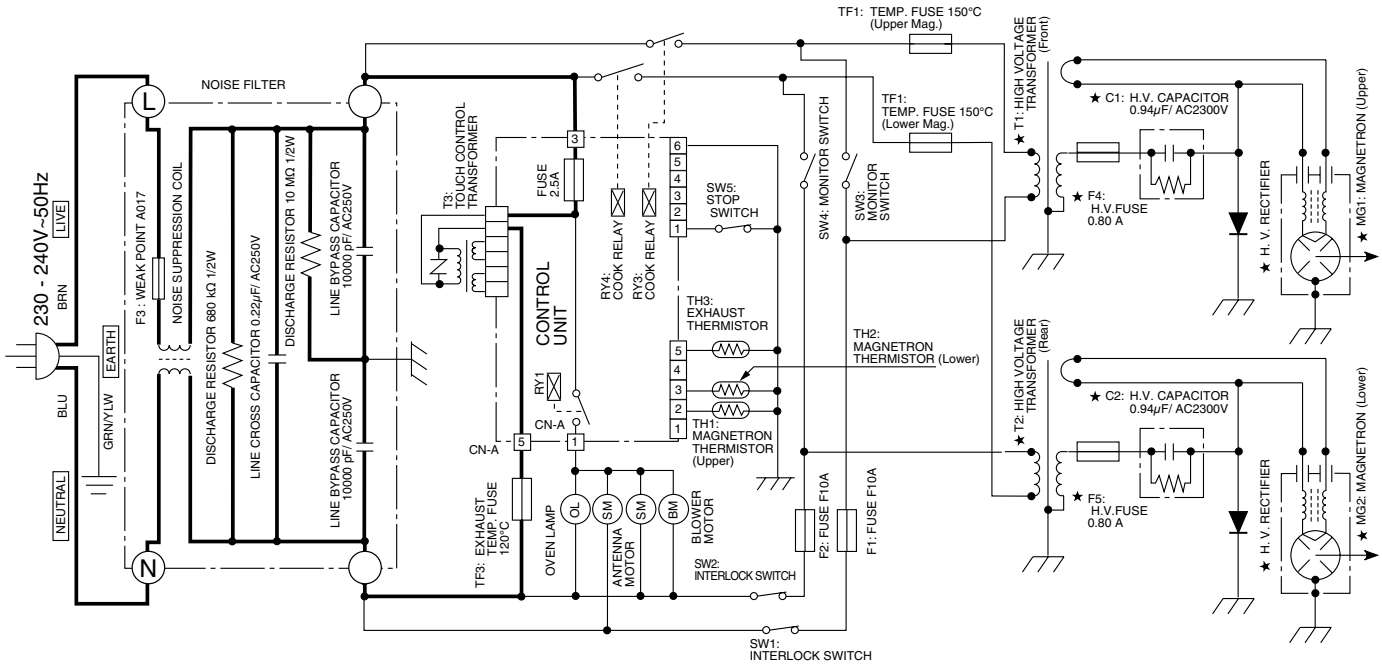 230 - 240V~50Hz
BRN
LIVE
EARTH
GRN/YLW
BLU
NEUTRAL
L
N
NOISE FILTER
F3 : WEAK POINT A017
NOISE SUPPRESSION COIL
DISCHARGE RESISTOR 680 kΩ 1/2W
LINE CROSS CAPACITOR 0.22µF/ AC250V
DISCHARGE RESISTOR 10 MΩ 1/2W
LINE BYPASS CAPACITOR
10000 pF/ AC250V
LINE BYPASS CAPACITOR
10000 pF/ AC250V
T3:
TOUCH CONTROL
TRANSFORMER
3
FUSE
2.5A
CONTROL
UNIT
RY1
CN-A
CN-A
5
1
RY4:
COOK RELAY
RY3:
COOK RELAY
6
5
4
3
2
1
SW5:
STOP
SWITCH
TH3:
EXHAUST
THERMISTOR
TH2:
MAGNETRON
THERMISTOR (Lower)
5
4
3
2
1
TH1:
MAGNETRON
THERMISTOR
(Upper)
TF3: EXHAUST
TEMP. FUSE
120°C
OVEN LAMP
OL
SM
ANTENNA
MOTOR
SM
BM
BLOWER
MOTOR
SW2:
INTERLOCK SWITCH
SW1:
INTERLOCK SWITCH
F2: FUSE F10A
F1: FUSE F10A
SW4: MONITOR SWITCH
SW3:
MONITOR
SWITCH
TF1: TEMP. FUSE 150°C
(Upper Mag.)
TF1:
TEMP. FUSE 150°C
(Lower Mag.)
★ T1: HIGH VOLTAGE
TRANSFORMER
(Front)
★ C1: H.V. CAPACITOR
0.94µF/ AC2300V
★ F4:
H.V.FUSE
0.80 A
★ H. V. RECTIFIER
★ MG1: MAGNETRON (Upper)
★ T2: HIGH VOLTAGE
TRANSFORMER
(Rear)
★ C2: H.V. CAPACITOR
0.94µF/ AC2300V
★ F5:
H.V.FUSE
0.80 A
★ H. V. RECTIFIER
★ MG2: MAGNETRON (Lower)